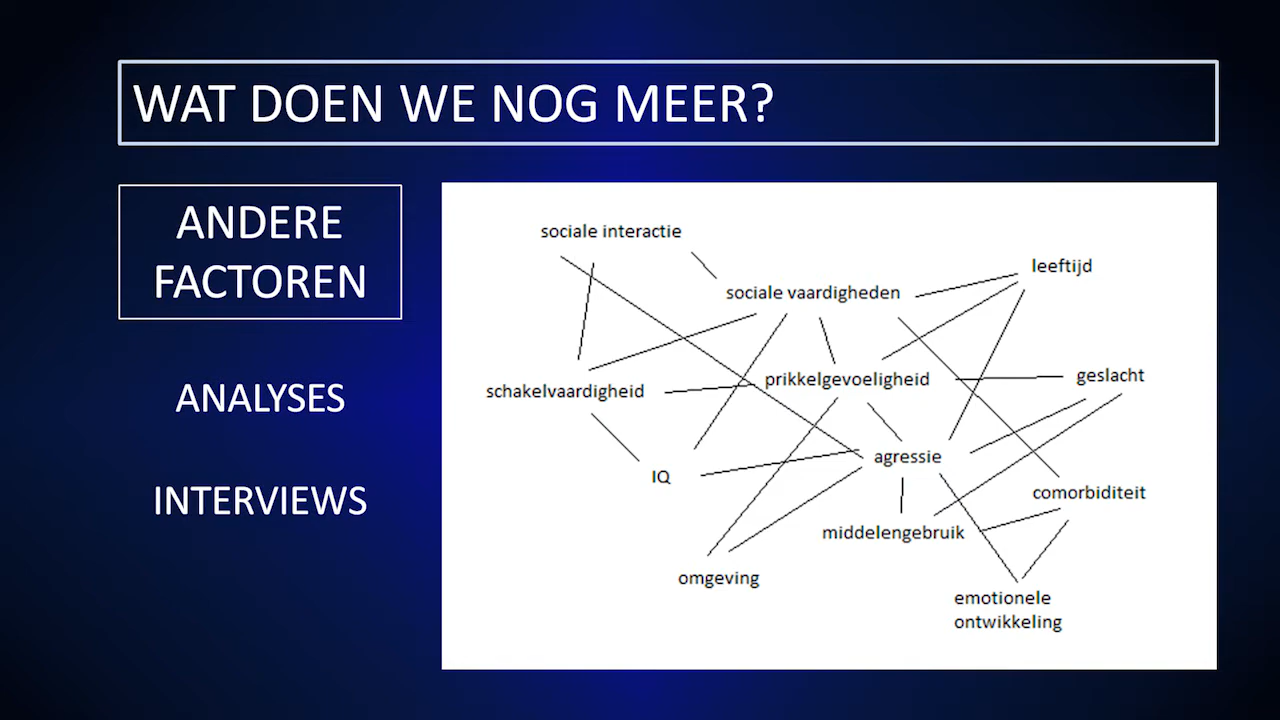 WAT DOEN WE NOG MEER?
ANDERE
FACTOREN
ANALYSES
INTERVIEWS
sociale interactie
leeftijd
sociale vaardigheden
schakelvaardigheid
prikkelgevoeligheid
geslacht
agressie
IQ
comorbiditeit
middelengebruik
omgeving
emotionele
ontwikkeling